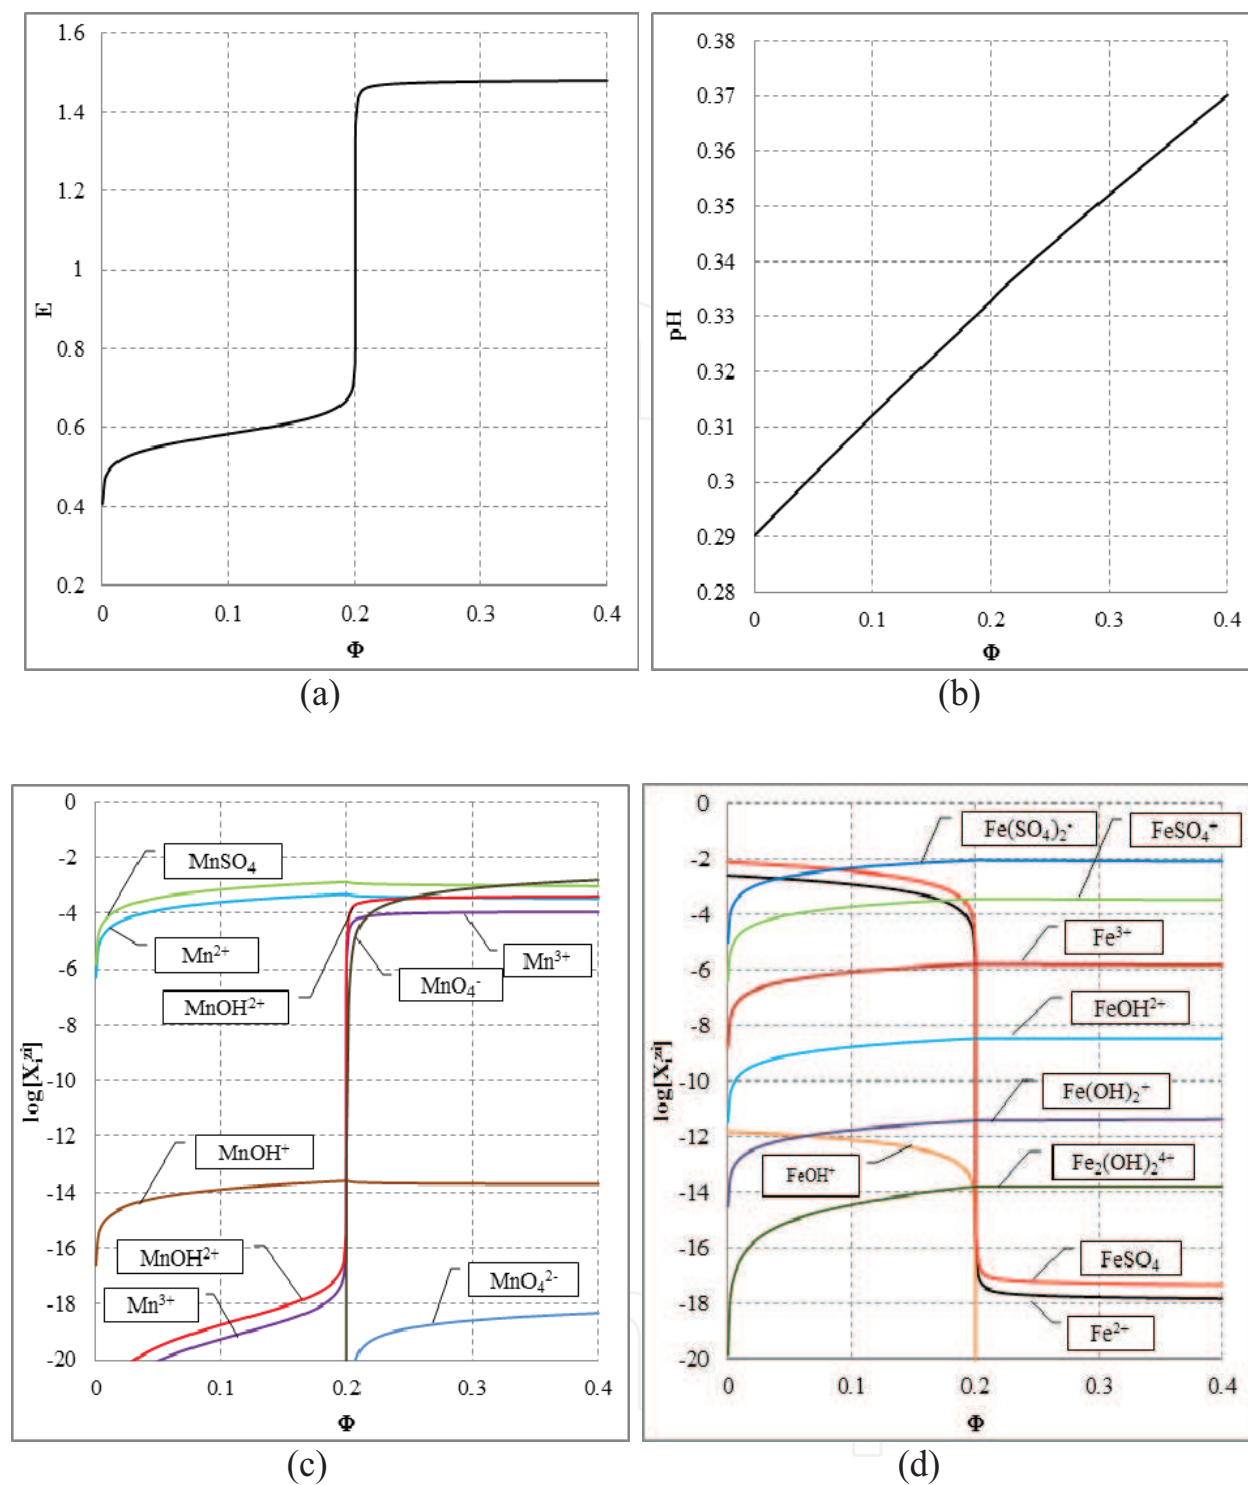 1.6
1.4
1.2
1
0.8
0.6
0.4
0.2
E
0 0.1 0.2 0.3 0.4
Φ
(a)
0.38
0.37
0.36
0.35
0.34
0.33
0.32
0.31
0.3
0.29
0.28
pH
0 0.1 0.2 0.3 0.4
Φ
(b)
0
-2
-4
-6
-8
-10
-12
-14
-16
-18
-20
log[Xᵢᶻⁱ]
MnSO₄
Mn²⁺
MnOH²⁺
MnO₄⁻
Mn³⁺
MnOH⁺
MnOH²⁺
Mn³⁺
MnO₄²⁻
0 0.1 0.2 0.3 0.4
Φ
(c)
0
-2
-4
-6
-8
-10
-12
-14
-16
-18
-20
log[Xᵢᶻⁱ]
Fe(SO₄)₂⁻
FeSO₄⁺
Fe³⁺
FeOH²⁺
Fe(OH)₂⁺
FeOH⁺
Fe₂(OH)₂⁴⁺
FeSO₄
Fe²⁺
0 0.1 0.2 0.3 0.4
Φ
(d)